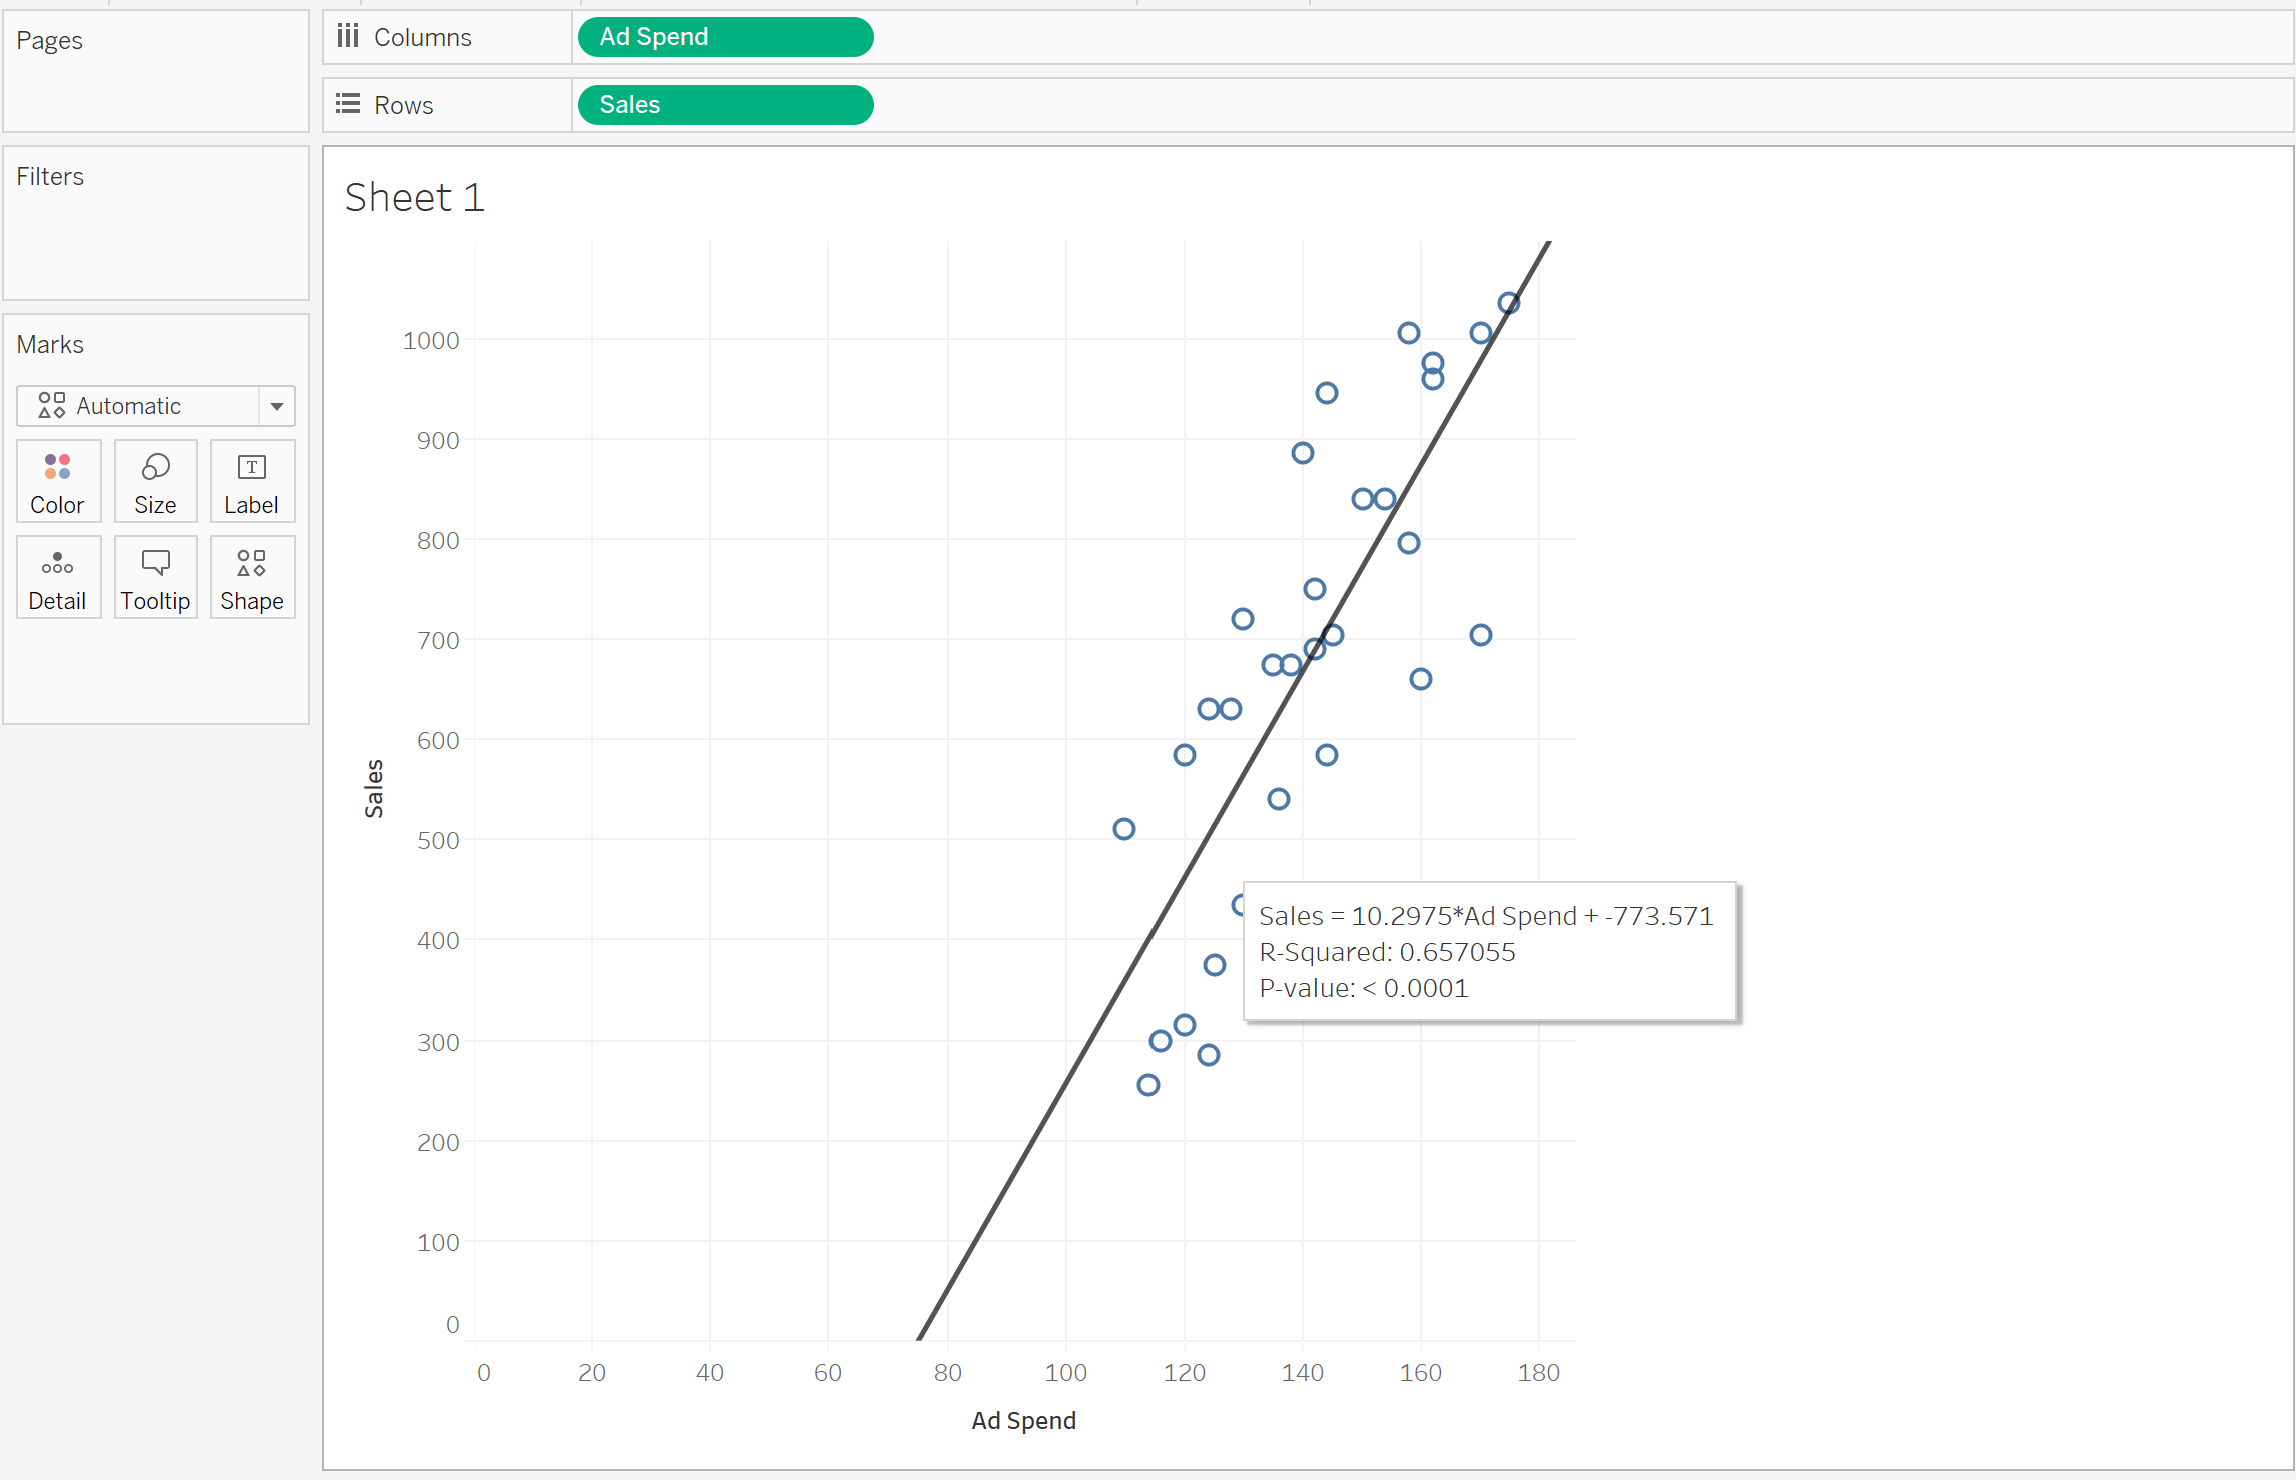 Pages
Columns
Ad Spend
Rows
Sales
Filters
Marks
Automatic
Color
Size
T
Label
Detail
Tooltip
Shape
Sheet 1
1000
900
800
700
600
500
400
300
200
100
0
Sales
Sales = 10.2975*Ad Spend + -773.571
R-Squared: 0.657055
P-value: < 0.0001
0 20 40 60 80 100 120 140 160 180
Ad Spend